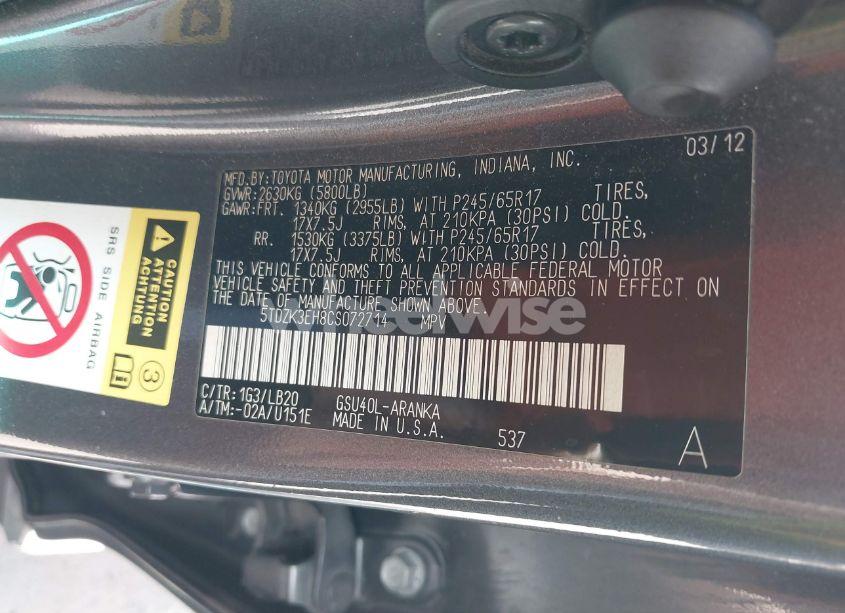 03/12
MFD.BY:TOYOTA MOTOR MANUFACTURING, INDIANA, INC.
GVWR:2630KG (5800LB)
GAWR:FRT. 1340KG (2955LB) WITH P245/65R17 TIRES,
17X7.5J RIMS, AT 210KPA (30PSI) COLD.
RR. 1530KG (3375LB) WITH P245/65R17 TIRES,
17X7.5J RIMS, AT 210KPA (30PSI) COLD.
THIS VEHICLE CONFORMS TO ALL APPLICABLE FEDERAL MOTOR
VEHICLE SAFETY AND THEFT PREVENTION STANDARDS IN EFFECT ON
THE DATE OF MANUFACTURE SHOWN ABOVE.
5TDZK3EH8CS072714 MPV
C/TR:1G3/LB20 GSU40L-ARANKA
A/TM:-02A/U151E MADE IN U.S.A.
537
A
SRS SIDE AIRBAG
CAUTION
ATTENTION
ACHTUNG
3
wheelwise